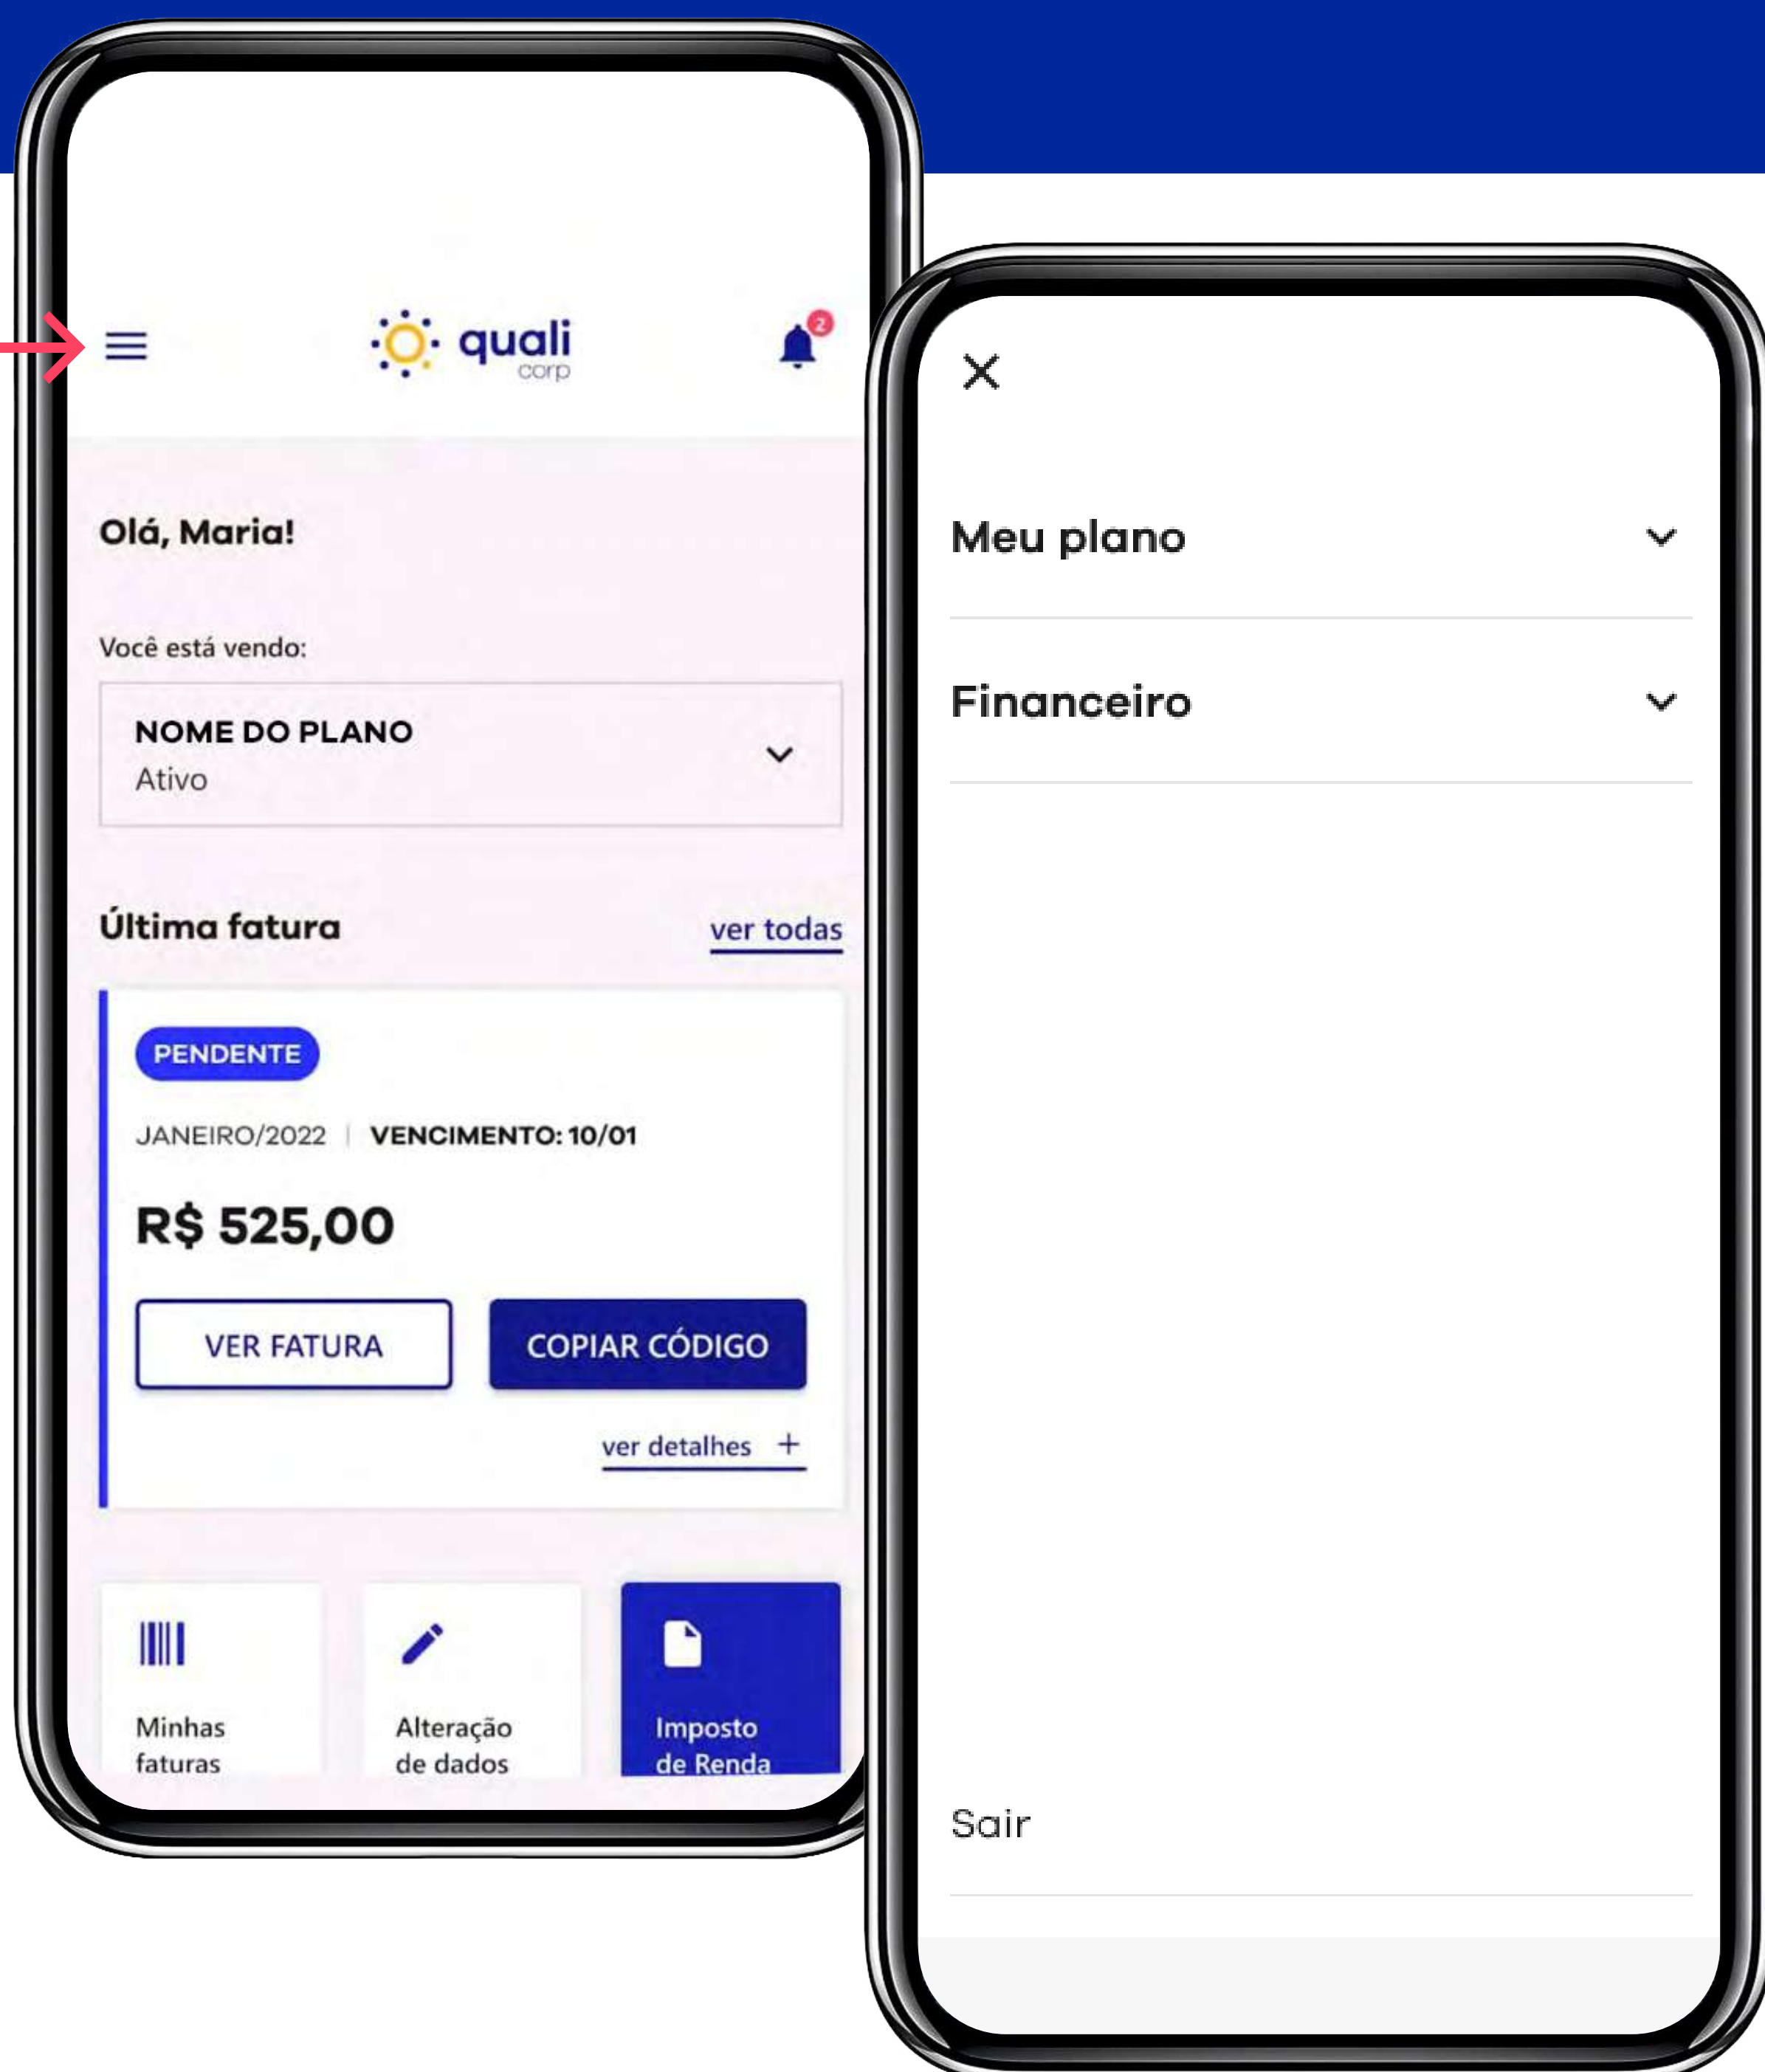 quali
corp
2
Olá, Maria!
Você está vendo:
NOME DO PLANO
Ativo
Última fatura
ver todas
PENDENTE
JANEIRO/2022 | VENCIMENTO: 10/01
R$ 525,00
VER FATURA
COPIAR CÓDIGO
ver detalhes +
Minhas
faturas
Alteração
de dados
Imposto
de Renda
Meu plano
Financeiro
Sair